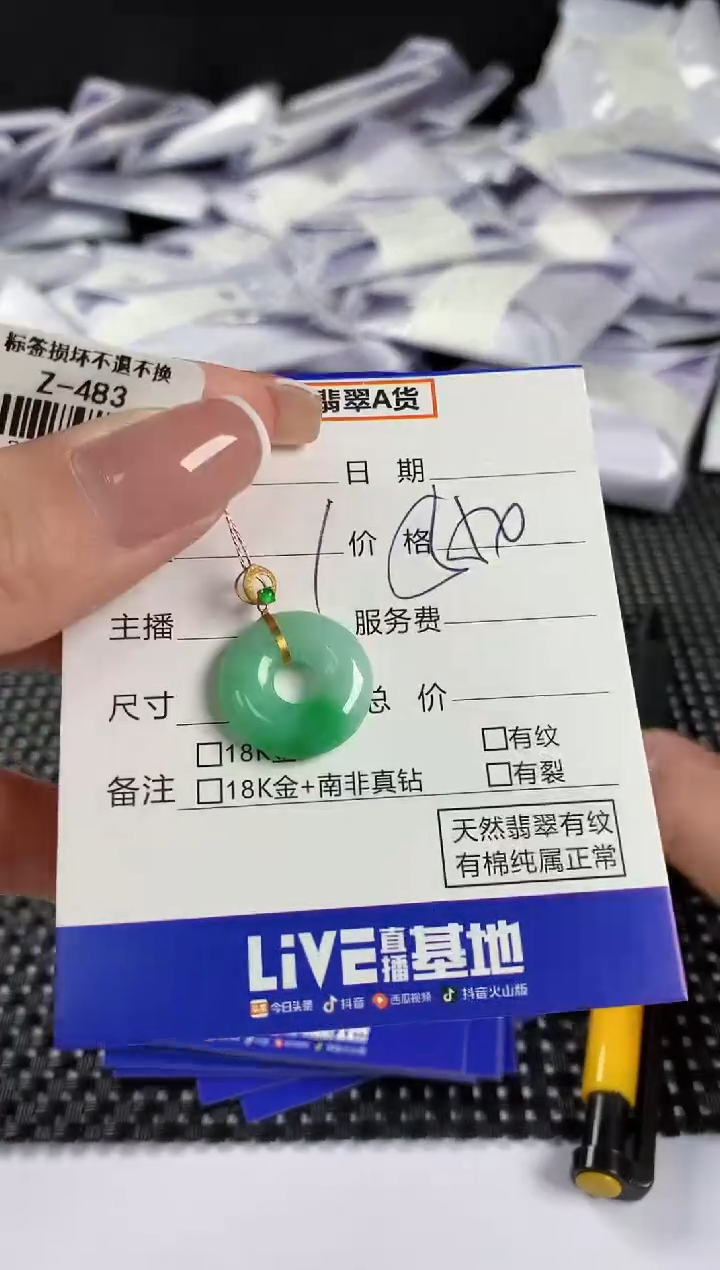 标签损坏不退不换
Z-483
翡翠A货
日 期
价 格
主播
服务费
尺寸
总 价
□18K金
□有纹
备注 □18K金+南非真钻
□有裂
天然翡翠有纹
有棉纯属正常
LiVE直播基地
今日头条 抖音 西瓜视频 抖音火山版